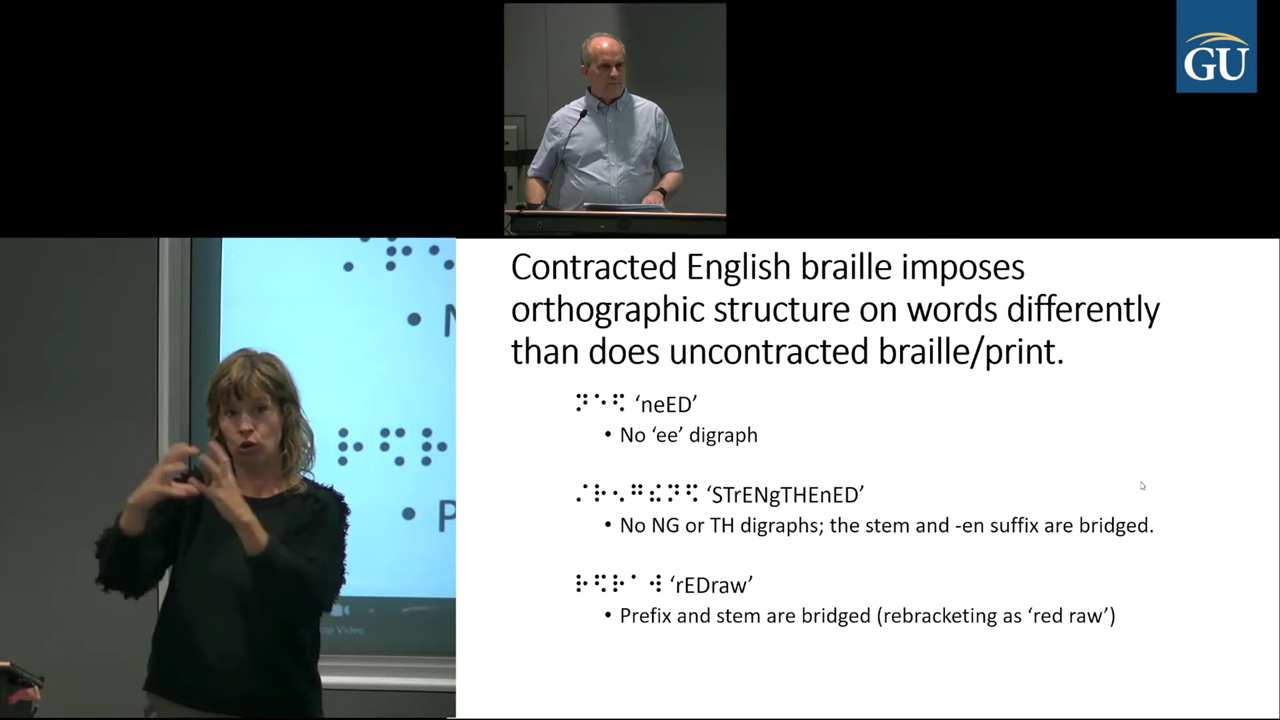 GU
Contracted English braille imposes
orthographic structure on words differently
than does uncontracted braille/print.
⠝⠑⠫ ‘neED’
• No ‘ee’ digraph
⠌⠗⠢⠛⠮⠝⠫ ‘STrENgTHEnED’
• No NG or TH digraphs; the stem and -en suffix are bridged.
⠗⠫⠗⠁⠺ ‘rEDraw’
• Prefix and stem are bridged (rebracketing as ‘red raw’)
⠗⠫⠗
• P
op Video